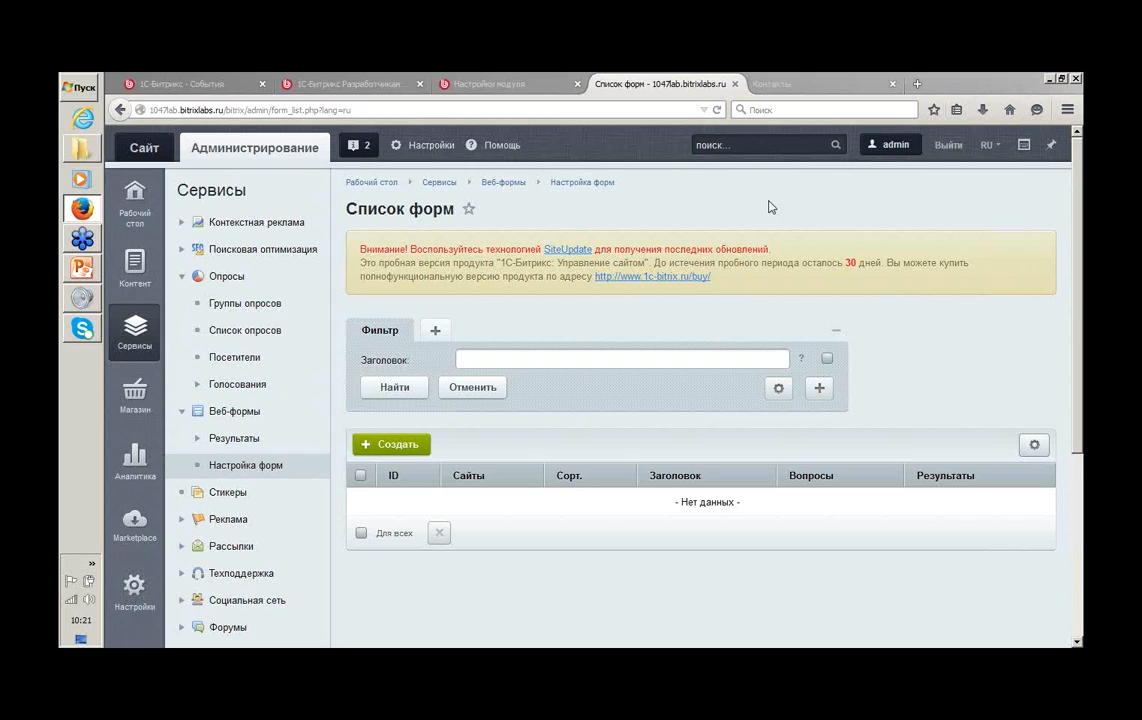 Пуск
1С-Битрикс - События
1С-Битрикс Разработчикам...
Настройки модуля
Список форм - 1047lab.bitrixlabs.ru
Контакты
1047lab.bitrixlabs.ru/bitrix/admin/form_list.php?lang=ru
Поиск
Сайт
Администрирование
2
Настройки
Помощь
поиск...
admin
Выйти
RU
Рабочий стол
Контент
Сервисы
Магазин
Аналитика
Marketplace
Настройки
10:21
Сервисы
Контекстная реклама
Поисковая оптимизация
Опросы
Группы опросов
Список опросов
Посетители
Голосования
Веб-формы
Результаты
Настройка форм
Стикеры
Реклама
Рассылки
Техподдержка
Социальная сеть
Форумы
Рабочий стол Сервисы Веб-формы Настройка форм
Список форм
Внимание! Воспользуйтесь технологией SiteUpdate для получения последних обновлений.
Это пробная версия продукта "1С-Битрикс: Управление сайтом". До истечения пробного периода осталось 30 дней. Вы можете купить
полнофункциональную версию продукта по адресу http://www.1c-bitrix.ru/buy/
Фильтр
Заголовок:
?
Найти
Отменить
Создать
ID Сайты Сорт. Заголовок Вопросы Результаты
- Нет данных -
Для всех